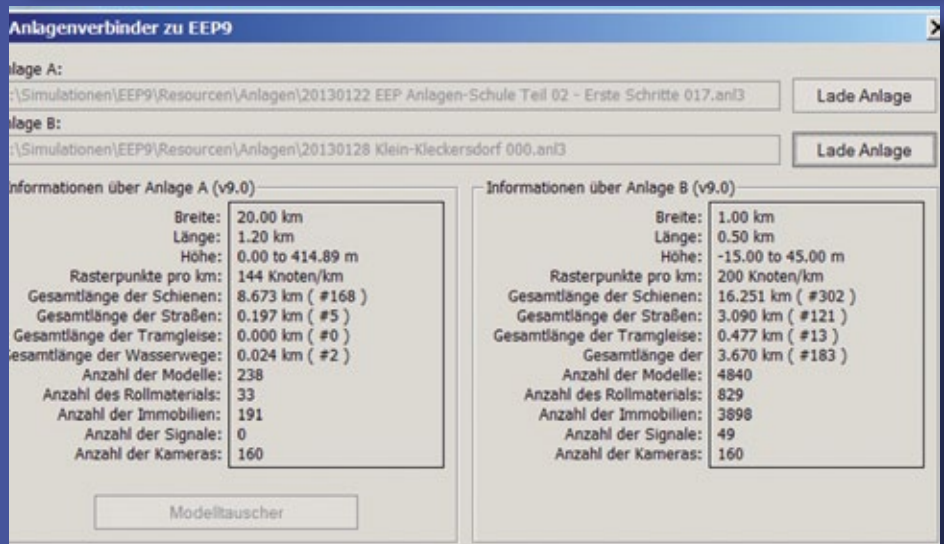 Anlagenverbinder zu EEP9
nlage A:
:\Simulationen\EEP9\Resourcen\Anlagen\20130122 EEP Anlagen-Schule Teil 02 - Erste Schritte 017.anl3
Lade Anlage
nlage B:
:\Simulationen\EEP9\Resourcen\Anlagen\20130128 Klein-Kleckersdorf 000.anl3
Lade Anlage
Informationen über Anlage A (v9.0)
Breite: 20.00 km
Länge: 1.20 km
Höhe: 0.00 to 414.89 m
Rasterpunkte pro km: 144 Knoten/km
Gesamtlänge der Schienen: 8.673 km ( #168 )
Gesamtlänge der Straßen: 0.197 km ( #5 )
Gesamtlänge der Tramgleise: 0.000 km ( #0 )
Gesamtlänge der Wasserwege: 0.024 km ( #2 )
Anzahl der Modelle: 238
Anzahl des Rollmaterials: 33
Anzahl der Immobilien: 191
Anzahl der Signale: 0
Anzahl der Kameras: 160
Modelltauscher
Informationen über Anlage B (v9.0)
Breite: 1.00 km
Länge: 0.50 km
Höhe: -15.00 to 45.00 m
Rasterpunkte pro km: 200 Knoten/km
Gesamtlänge der Schienen: 16.251 km ( #302 )
Gesamtlänge der Straßen: 3.090 km ( #121 )
Gesamtlänge der Tramgleise: 0.477 km ( #13 )
Gesamtlänge der 3.670 km ( #183 )
Anzahl der Modelle: 4840
Anzahl des Rollmaterials: 829
Anzahl der Immobilien: 3898
Anzahl der Signale: 49
Anzahl der Kameras: 160